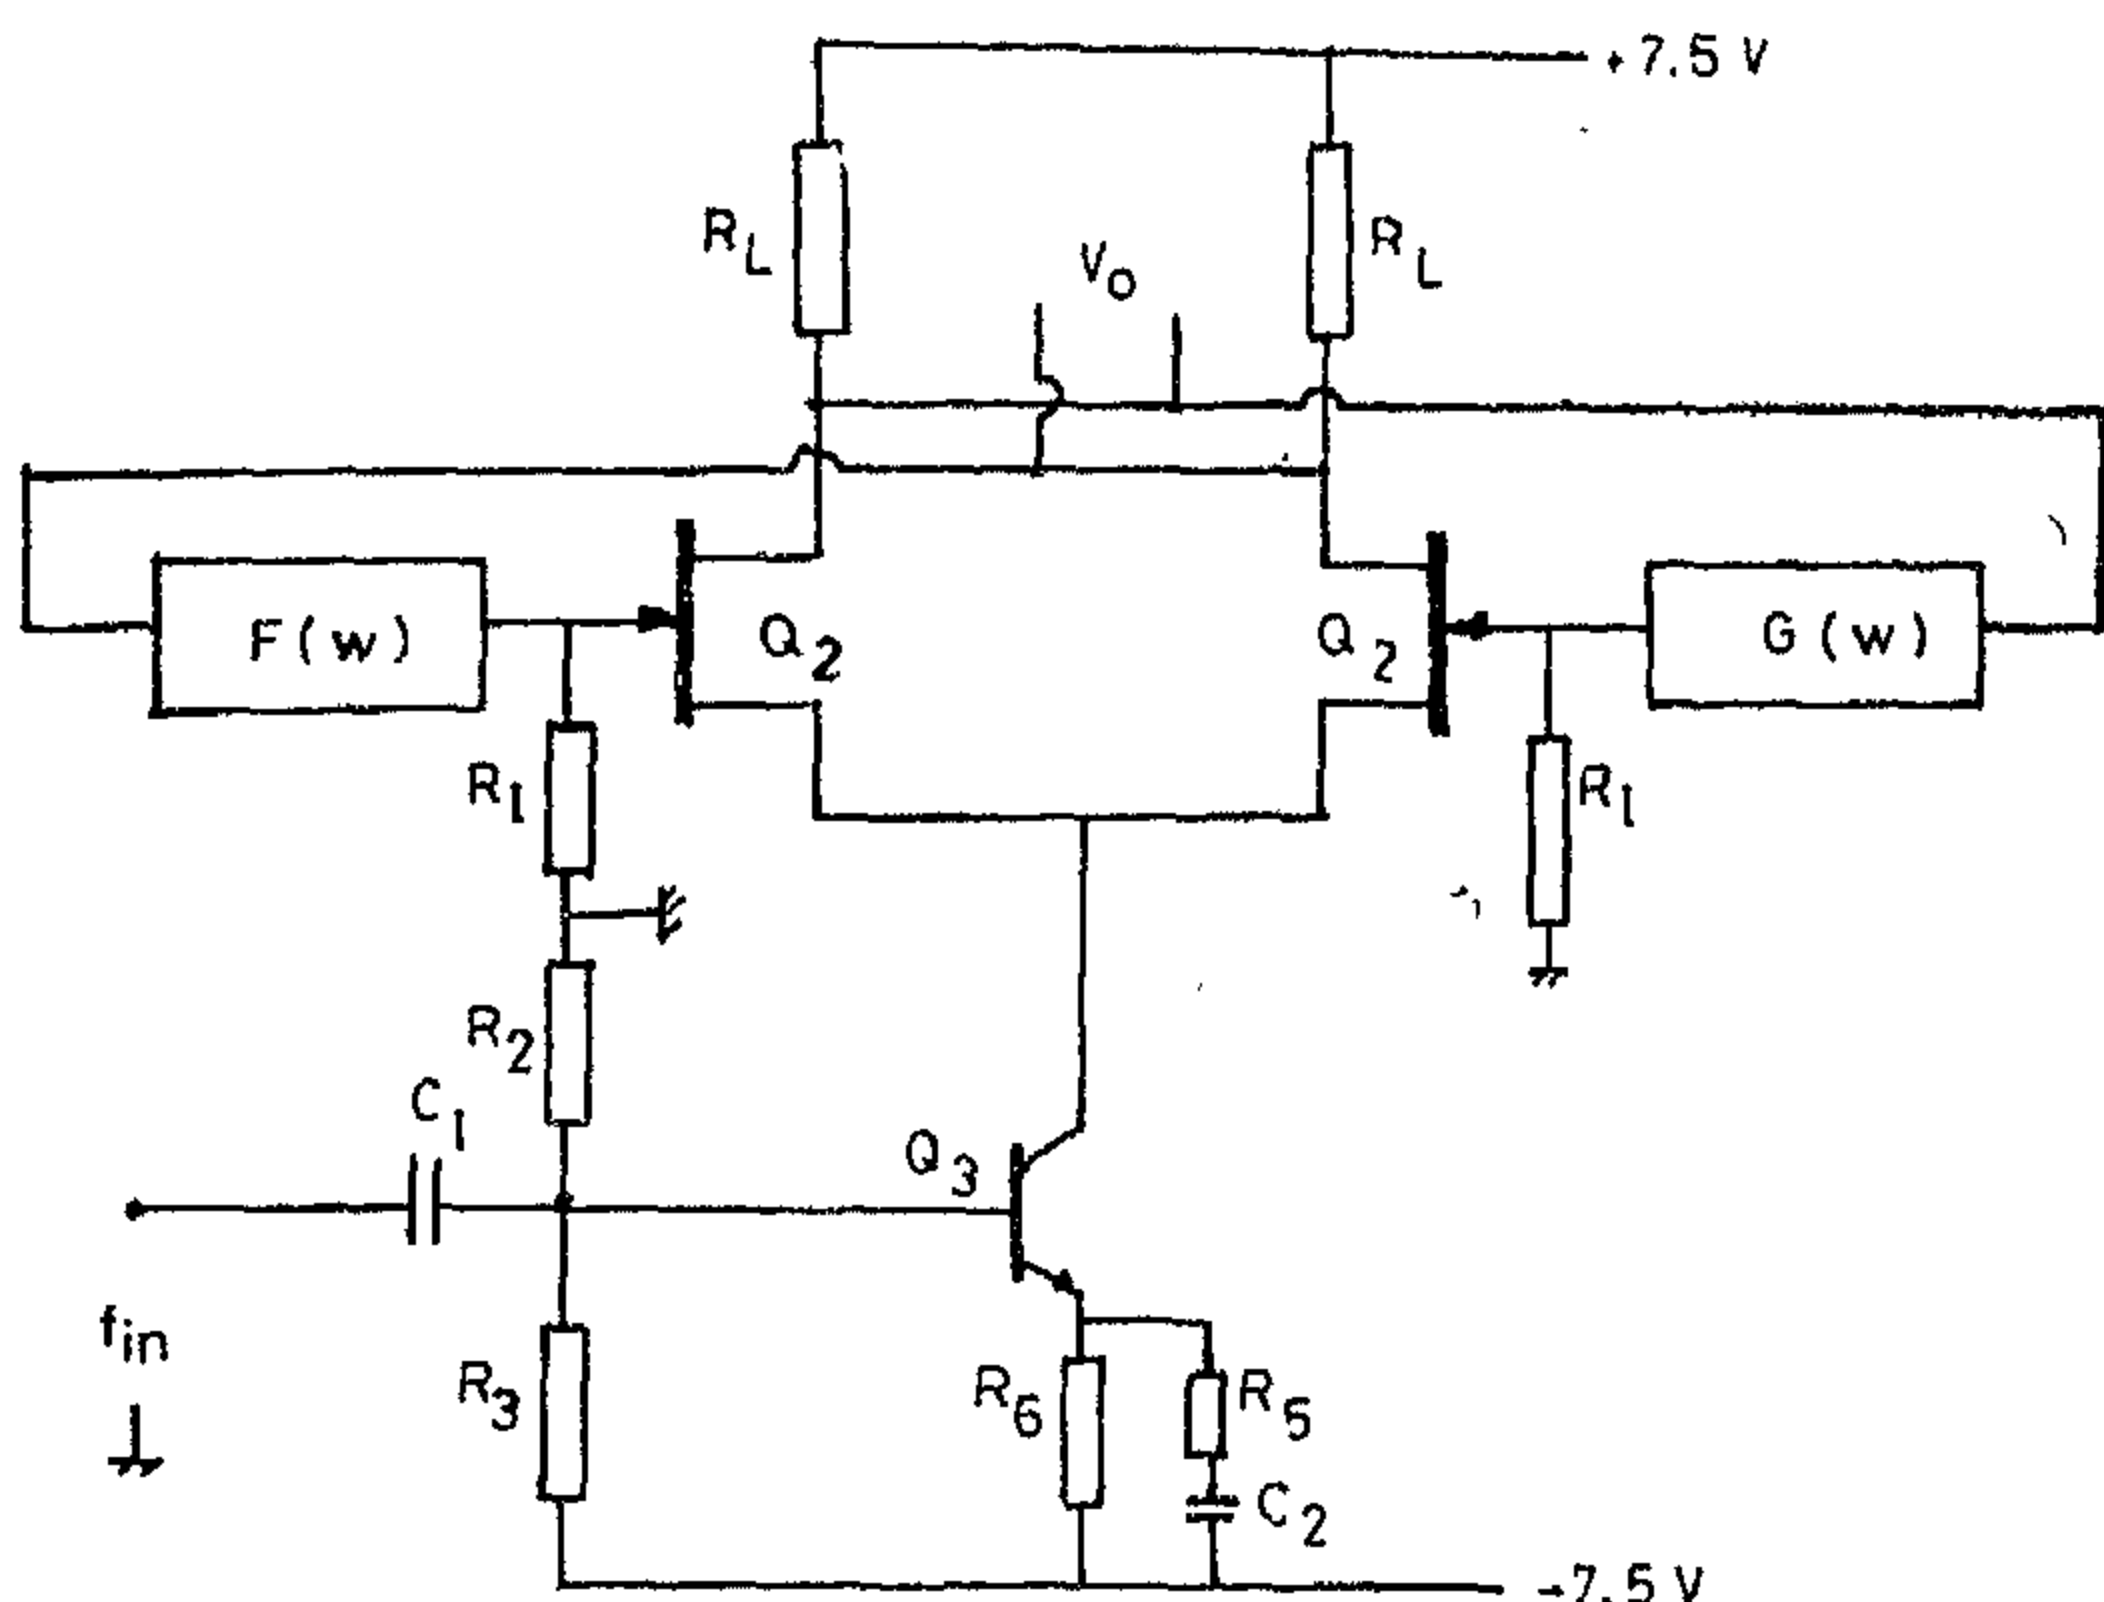 +7.5 V
R_L
V_O
R_L
F(w)
Q_2
Q_2
G(w)
R_1
R_1
R_2
C_1
Q_3
f_in
R_3
R_6
R_5
C_2
-7.5 V